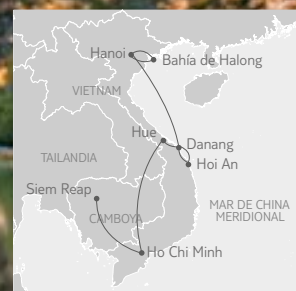 Hanoi
Bahía de Halong
VIETNAM
Hue
Danang
TAILANDIA
Hoi An
Siem Reap
MAR DE CHINA
MERIDIONAL
CAMBOYA
Ho Chi Minh